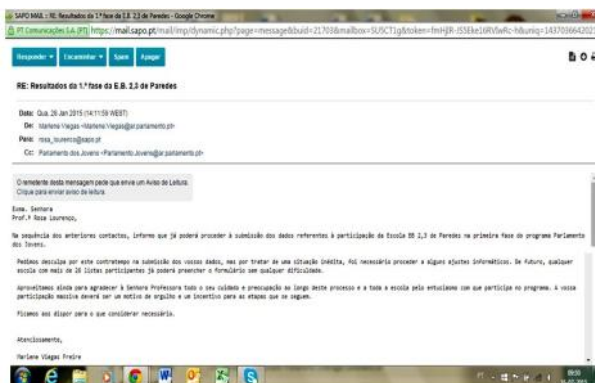 SAPO MAIL :: RE: Resultados da 1.ª fase da E.B. 2,3 de Paredes - Google Chrome
PT Comunicações S.A. [PT] https://mail.sapo.pt/mail/imp/dynamic.php?page=message&buid=21703&mailbox=SU5CT1g&token=
Responder Encaminhar Spam Apagar
RE: Resultados da 1.ª fase da E.B. 2,3 de Paredes
Data: Qua, 28 Jan 2015 (14:11:59 WEST)
De: Marlene Viegas <Marlene.Viegas@ar.parlamento.pt>
Para: rosa_lourenco@sapo.pt
Cc: Parlamento dos Jovens <Parlamento.Jovens@ar.parlamento.pt>
O remetente desta mensagem pede que envie um Aviso de Leitura.
Clique para enviar aviso de leitura.
Exma. Senhora
Prof.ª Rosa Lourenço,
Na sequência dos anteriores contactos, informo que já poderá proceder à submissão dos dados referentes à participação da Escola EB 2,3 de Paredes na primeira fase do programa Parlamento
dos Jovens.
Pedimos desculpa por este contratempo na submissão dos vossos dados, mas por tratar de uma situação inédita, foi necessário proceder a alguns ajustes informáticos. De futuro, qualquer
escola com mais de 20 listas participantes já poderá preencher o formulário sem qualquer dificuldade.
Aproveitamos ainda para agradecer à Senhora Professora todo o seu cuidado e preocupação ao longo deste processo e a toda a escola pelo entusiasmo com que participa no programa. A vossa
participação massiva deverá ser um motivo de orgulho e um incentivo para as etapas que se seguem.
Ficamos aos dispor para o que considerar necessário.
Atenciosamente,
Marlene Viegas Freire
PT
09:50